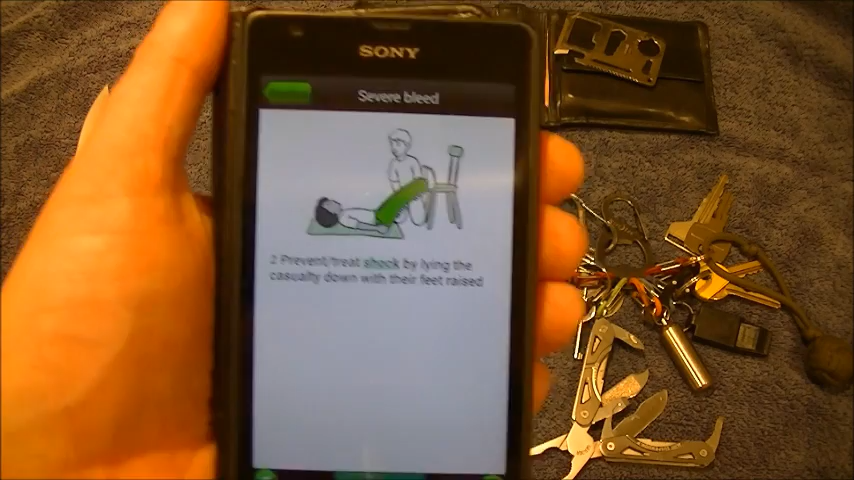 SONY
Severe bleed
2 Prevent/treat shock by lying the
casualty down with their feet raised